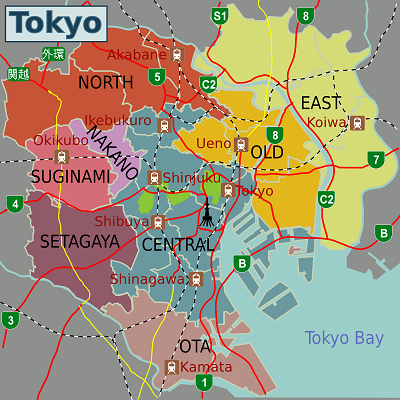 Tokyo
S1
8
外環
関越
Akabane
NORTH
5
C2
EAST
Ikebukuro
Koiwa
8
Ueno
OLD
Okikubo
NAKANO
7
SUGINAMI
Shinjuku
Tokyo
C2
4
Shibuya
B
SETAGAYA
CENTRAL
B
Shinagawa
3
Tokyo Bay
OTA
Kamata
1